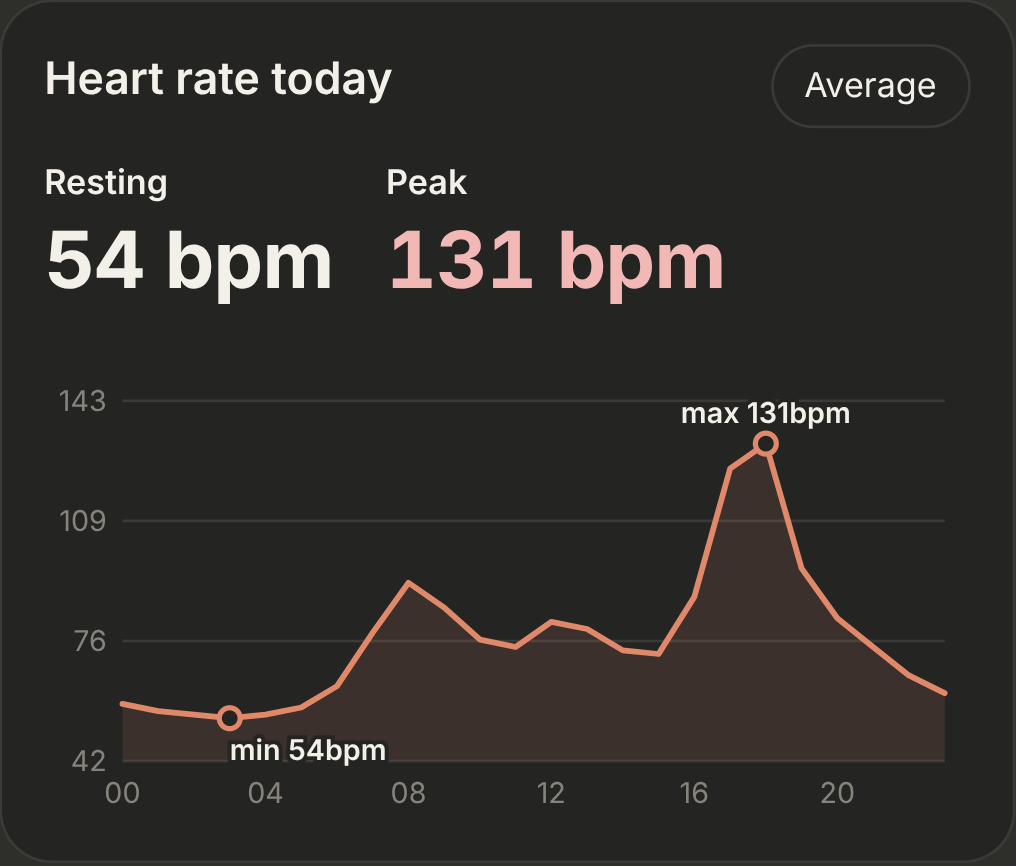 Heart rate today
Average
Resting
Peak
54 bpm
131 bpm
143
max 131bpm
109
76
min 54bpm
42
00 04 08 12 16 20